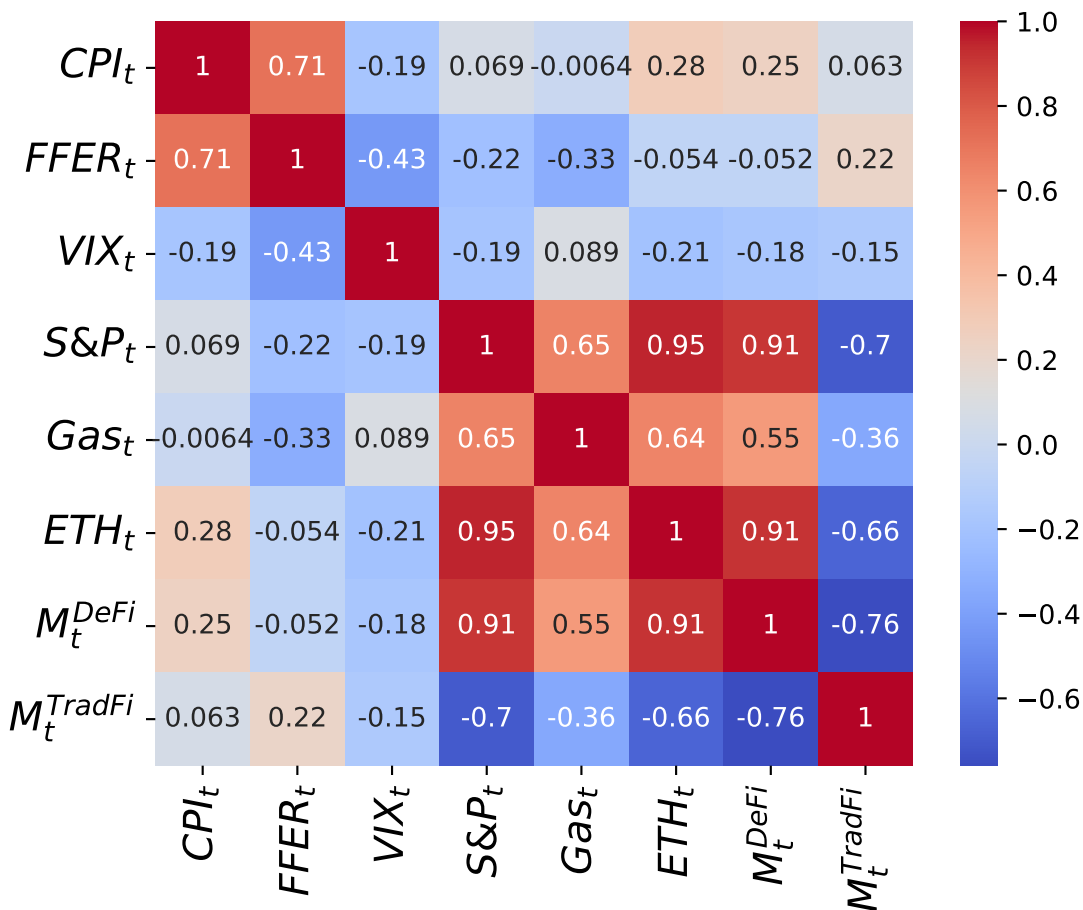 CPI_t 1 0.71 -0.19 0.069 -0.0064 0.28 0.25 0.063
FFER_t 0.71 1 -0.43 -0.22 -0.33 -0.054 -0.052 0.22
VIX_t -0.19 -0.43 1 -0.19 0.089 -0.21 -0.18 -0.15
S&P_t 0.069 -0.22 -0.19 1 0.65 0.95 0.91 -0.7
Gas_t -0.0064 -0.33 0.089 0.65 1 0.64 0.55 -0.36
ETH_t 0.28 -0.054 -0.21 0.95 0.64 1 0.91 -0.66
M_t^{DeFi} 0.25 -0.052 -0.18 0.91 0.55 0.91 1 -0.76
M_t^{TradFi} 0.063 0.22 -0.15 -0.7 -0.36 -0.66 -0.76 1
CPI_t FFER_t VIX_t S&P_t Gas_t ETH_t M_t^{DeFi} M_t^{TradFi}
1.0
0.8
0.6
0.4
0.2
0.0
−0.2
−0.4
−0.6